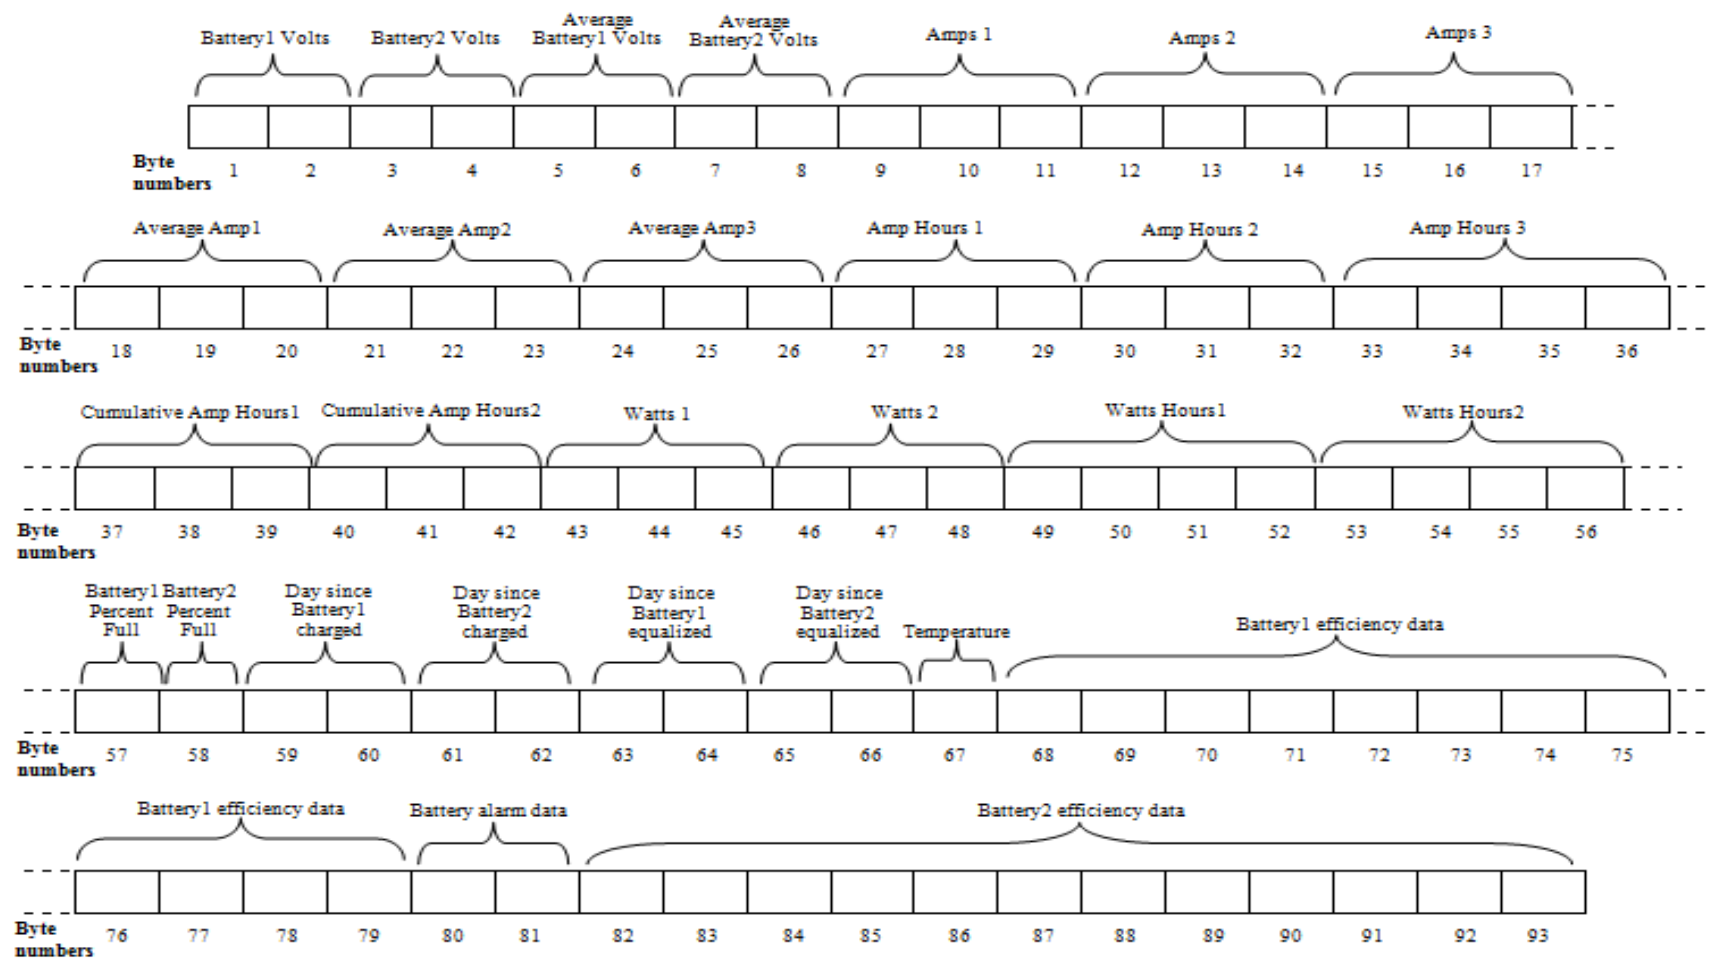 Battery1 Volts Battery2 Volts Average Battery1 Volts Average Battery2 Volts Amps 1 Amps 2 Amps 3
Byte numbers 1 2 3 4 5 6 7 8 9 10 11 12 13 14 15 16 17
Average Amp1 Average Amp2 Average Amp3 Amp Hours 1 Amp Hours 2 Amp Hours 3
Byte numbers 18 19 20 21 22 23 24 25 26 27 28 29 30 31 32 33 34 35 36
Cumulative Amp Hours1 Cumulative Amp Hours2 Watts 1 Watts 2 Watts Hours1 Watts Hours2
Byte numbers 37 38 39 40 41 42 43 44 45 46 47 48 49 50 51 52 53 54 55 56
Battery1 Percent Full Battery2 Percent Full Day since Battery1 charged Day since Battery2 charged Day since Battery1 equalized Day since Battery2 equalized Temperature Battery1 efficiency data
Byte numbers 57 58 59 60 61 62 63 64 65 66 67 68 69 70 71 72 73 74 75
Battery1 efficiency data Battery alarm data Battery2 efficiency data
Byte numbers 76 77 78 79 80 81 82 83 84 85 86 87 88 89 90 91 92 93